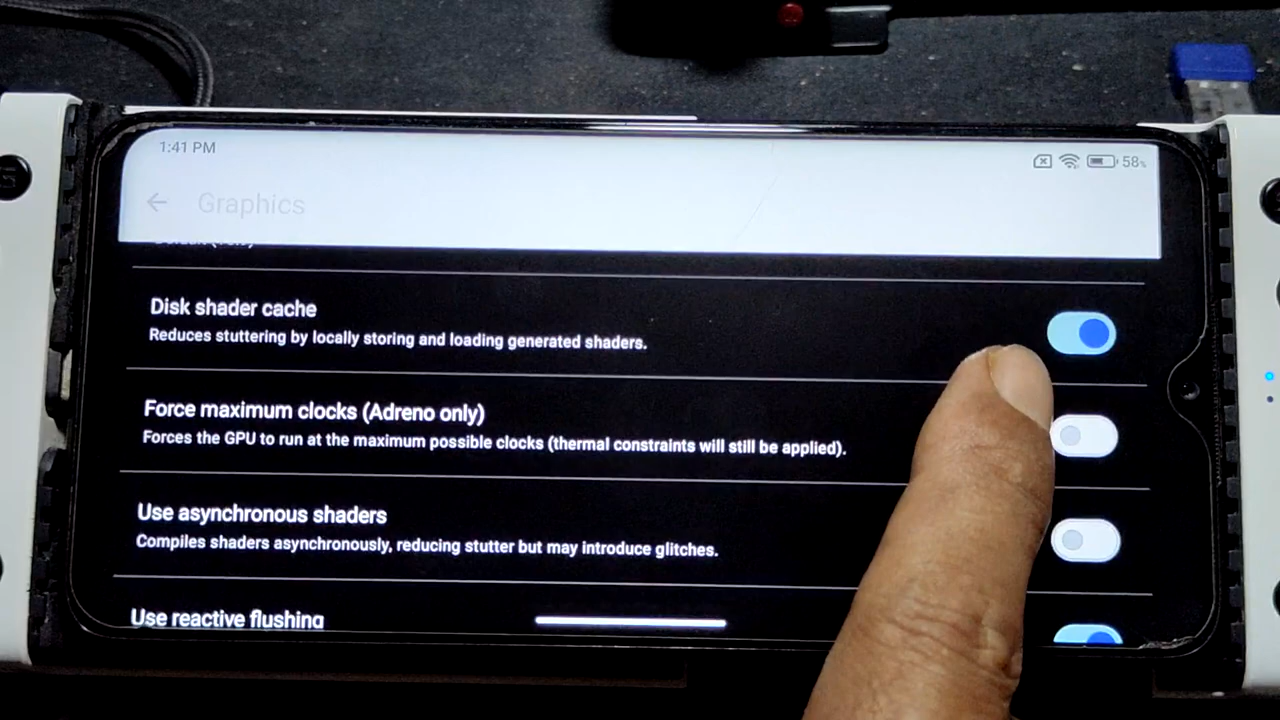 1:41 PM
58%
Graphics
Disk shader cache
Reduces stuttering by locally storing and loading generated shaders.
Force maximum clocks (Adreno only)
Forces the GPU to run at the maximum possible clocks (thermal constraints will still be applied).
Use asynchronous shaders
Compiles shaders asynchronously, reducing stutter but may introduce glitches.
Use reactive flushing